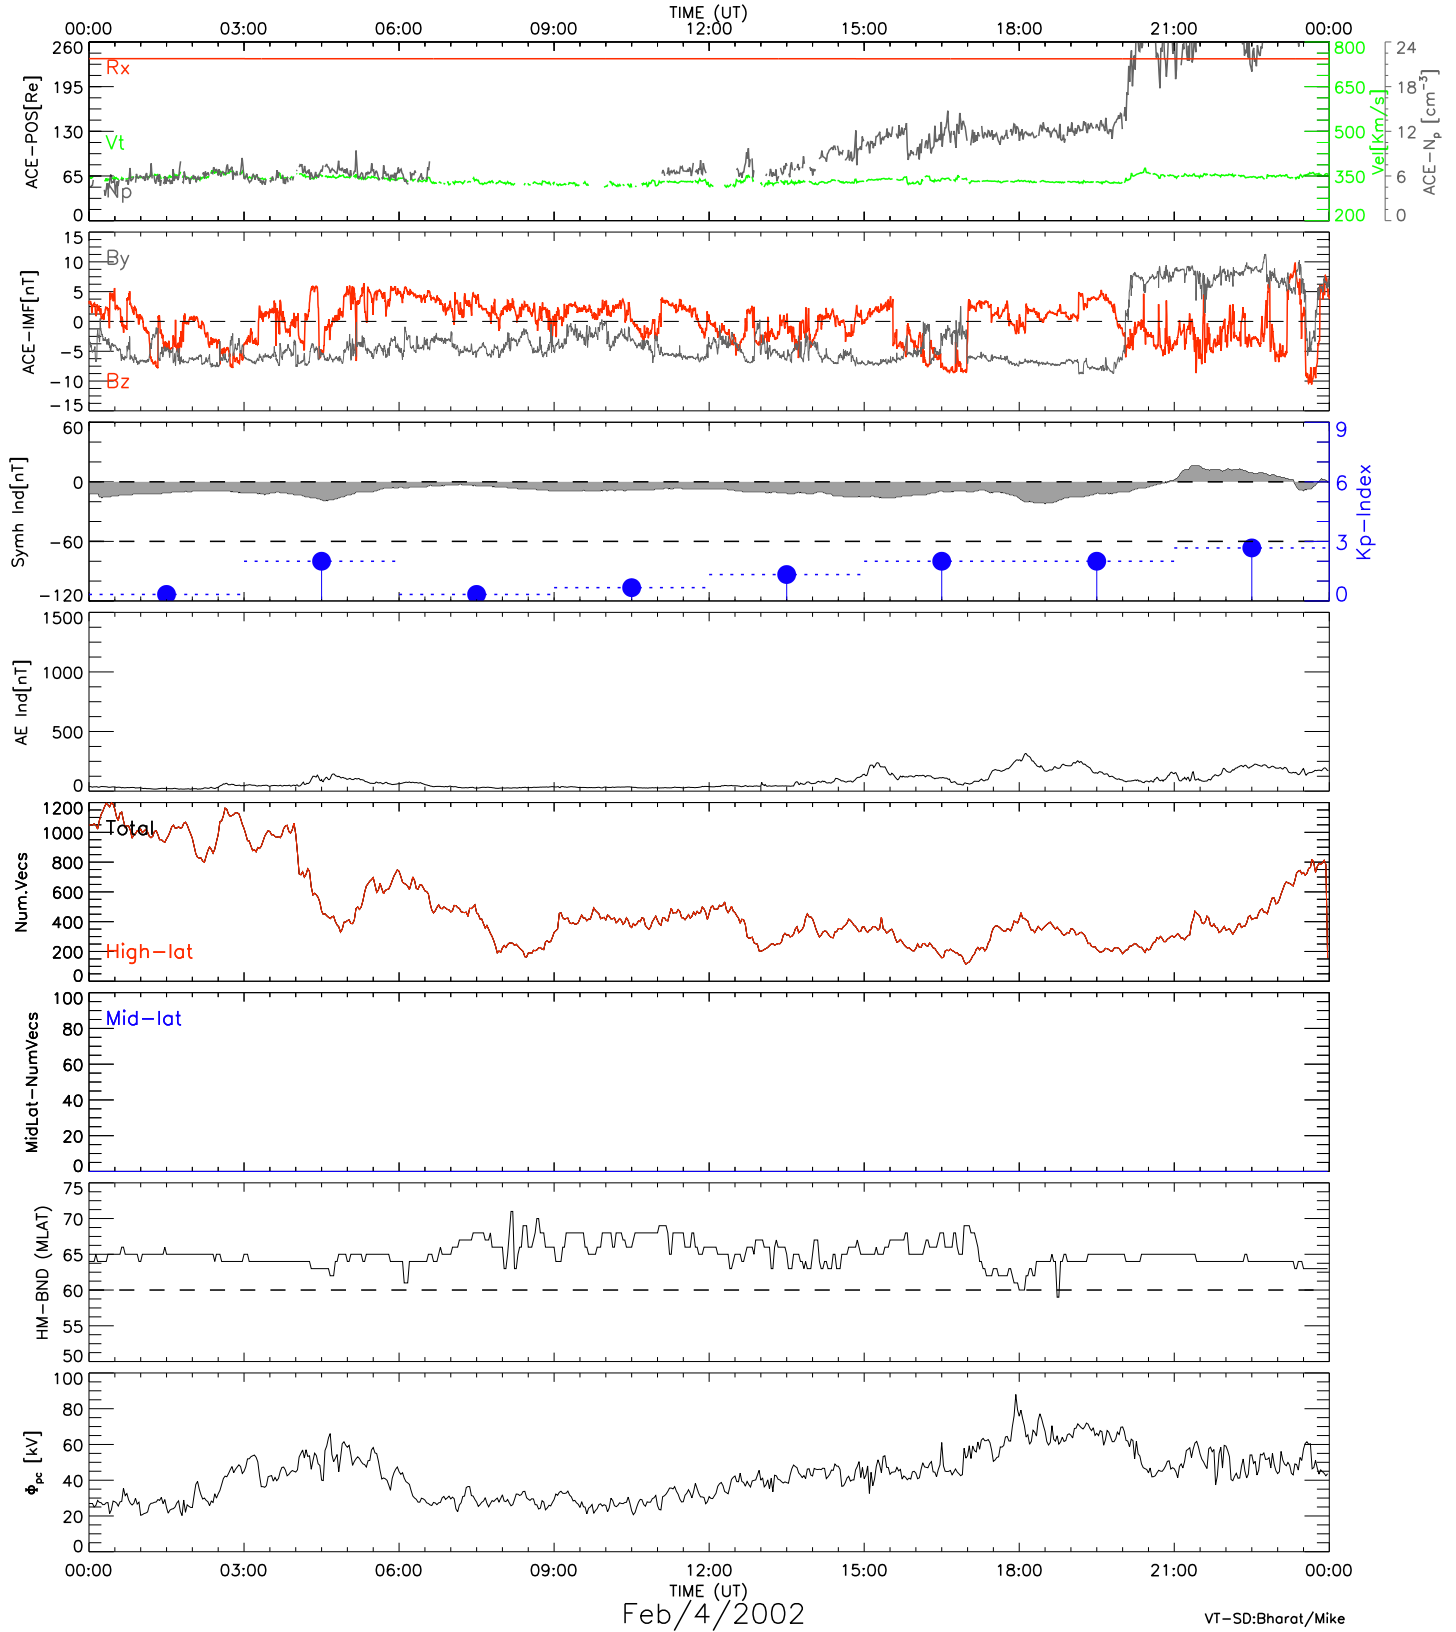 TIME (UT)
00:00 03:00 06:00 09:00 12:00 15:00 18:00 21:00 00:00
ACE-POS[Re]
260
195
130
65
0
Rx
Vt
Np
800
650
500
350
200
Vel[Km/s]
24
18
12
6
0
ACE-Np [cm⁻³]
ACE-IMF[nT]
15
10
5
0
-5
-10
-15
By
Bz
Symh Ind[nT]
60
0
-60
-120
9
6
3
0
Kp-Index
AE Ind[nT]
1500
1000
500
0
Num.Vecs
1200
1000
800
600
400
200
0
Total
High-lat
MidLat-NumVecs
100
80
60
40
20
0
Mid-lat
HM-BND (MLAT)
75
70
65
60
55
50
Φpc [kV]
100
80
60
40
20
0
00:00 03:00 06:00 09:00 12:00 15:00 18:00 21:00 00:00
TIME (UT)
Feb/4/2002
VT-SD:Bharat/Mike